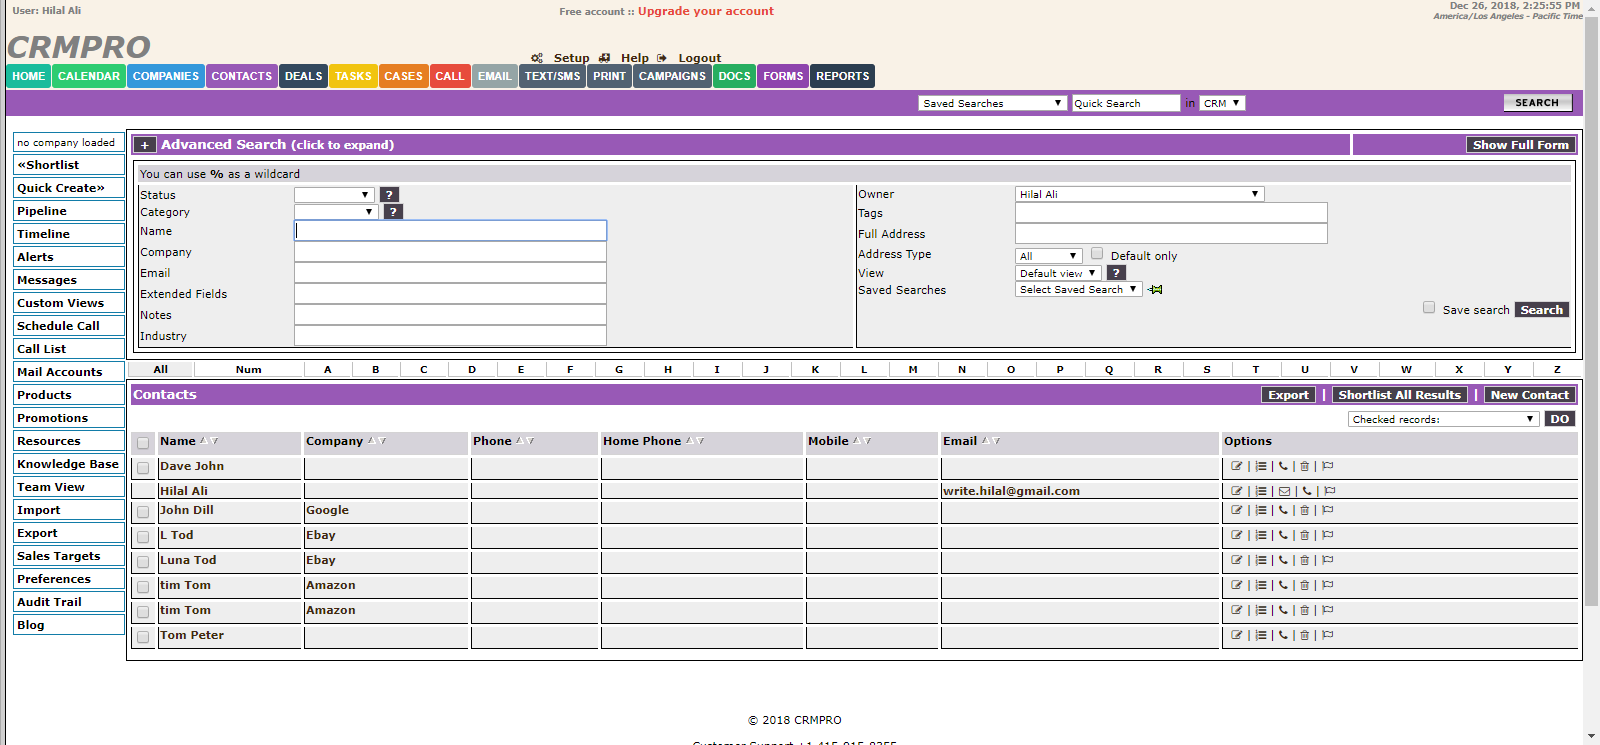 User: Hilal Ali
Free account :: Upgrade your account
Dec 26, 2018, 2:25:55 PM
America/Los Angeles - Pacific Time
CRMPRO
Setup Help Logout
HOME CALENDAR COMPANIES CONTACTS DEALS TASKS CASES CALL EMAIL TEXT/SMS PRINT CAMPAIGNS DOCS FORMS REPORTS
Saved Searches Quick Search in CRM SEARCH
no company loaded
«Shortlist
Quick Create»
Pipeline
Timeline
Alerts
Messages
Custom Views
Schedule Call
Call List
Mail Accounts
Products
Promotions
Resources
Knowledge Base
Team View
Import
Export
Sales Targets
Preferences
Audit Trail
Blog
+ Advanced Search (click to expand) Show Full Form
You can use % as a wildcard
Status ?
Category ?
Name
Company
Email
Extended Fields
Notes
Industry
Owner Hilal Ali
Tags
Full Address
Address Type All Default only
View Default view ?
Saved Searches Select Saved Search
Save search Search
All Num A B C D E F G H I J K L M N O P Q R S T U V W X Y Z
Contacts Export | Shortlist All Results | New Contact
Checked records: DO
Name Company Phone Home Phone Mobile Email Options
Dave John
Hilal Ali write.hilal@gmail.com
John Dill Google
L Tod Ebay
Luna Tod Ebay
tim Tom Amazon
tim Tom Amazon
Tom Peter
© 2018 CRMPRO
Customer Support